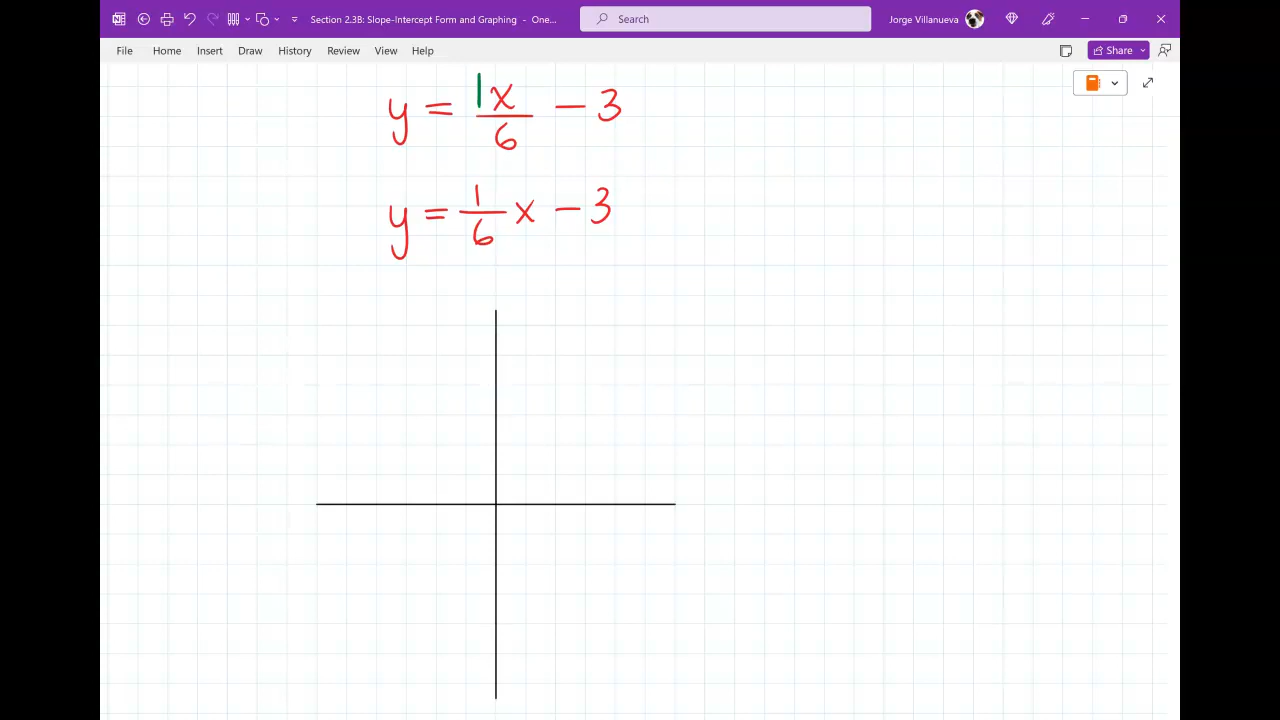 Section 2.3B: Slope-Intercept Form and Graphing - One...
Search
Jorge Villanueva
File Home Insert Draw History Review View Help
Share
y = 1x/6 - 3
y = 1/6 x - 3